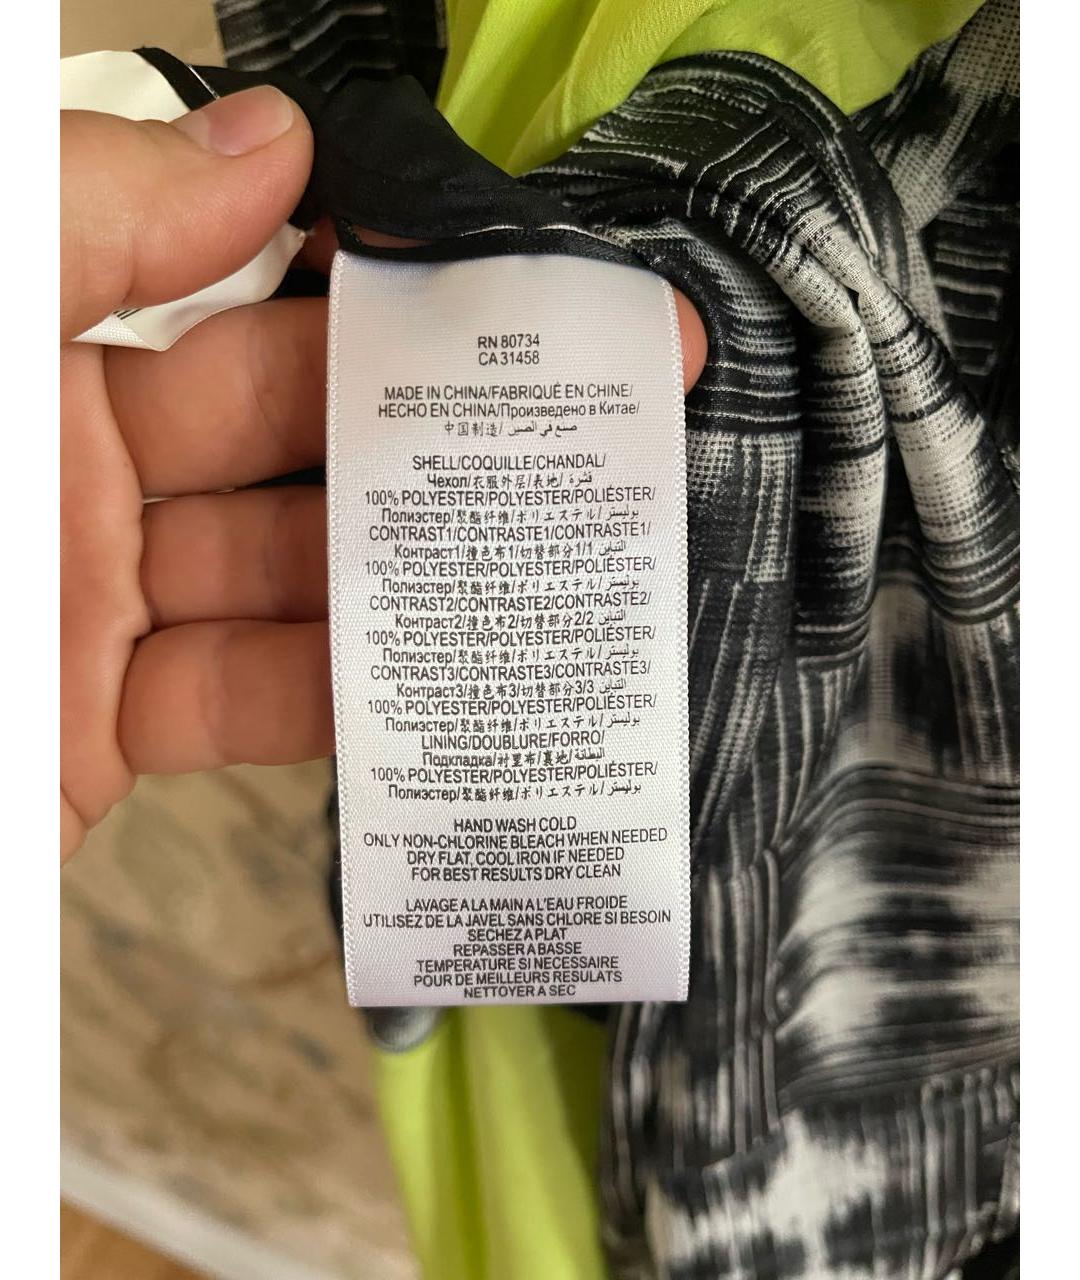 RN 80734
CA 31458
MADE IN CHINA/FABRIQUÉ EN CHINE/
HECHO EN CHINA/Произведено в Китае/
中国制造/ صنع في الصين
SHELL/COQUILLE/CHANDAL/
Чехол/衣服外层/表地/ قشرة
100% POLYESTER/POLYESTER/POLIÉSTER/
Полиэстер/聚酯纤维/ポリエステル/ بوليستر
CONTRAST1/CONTRASTE1/CONTRASTE1/
Контраст1/撞色布1/切替部分1/1 التباين
100% POLYESTER/POLYESTER/POLIÉSTER/
Полиэстер/聚酯纤维/ポリエステル/ بوليستر
CONTRAST2/CONTRASTE2/CONTRASTE2/
Контраст2/撞色布2/切替部分2/2 التباين
100% POLYESTER/POLYESTER/POLIÉSTER/
Полиэстер/聚酯纤维/ポリエステル/ بوليستر
CONTRAST3/CONTRASTE3/CONTRASTE3/
Контраст3/撞色布3/切替部分3/3 التباين
100% POLYESTER/POLYESTER/POLIÉSTER/
Полиэстер/聚酯纤维/ポリエステル/ بوليستر
LINING/DOUBLURE/FORRO/
Подкладка/衬里布/裏地/ البطانة
100% POLYESTER/POLYESTER/POLIÉSTER/
Полиэстер/聚酯纤维/ポリエステル/ بوليستر
HAND WASH COLD
ONLY NON-CHLORINE BLEACH WHEN NEEDED
DRY FLAT, COOL IRON IF NEEDED
FOR BEST RESULTS DRY CLEAN
LAVAGE A LA MAIN A L'EAU FROIDE
UTILISEZ DE LA JAVEL SANS CHLORE SI BESOIN
SECHEZ A PLAT
REPASSER A BASSE
TEMPERATURE SI NECESSAIRE
POUR DE MEILLEURS RESULATS
NETTOYER A SEC